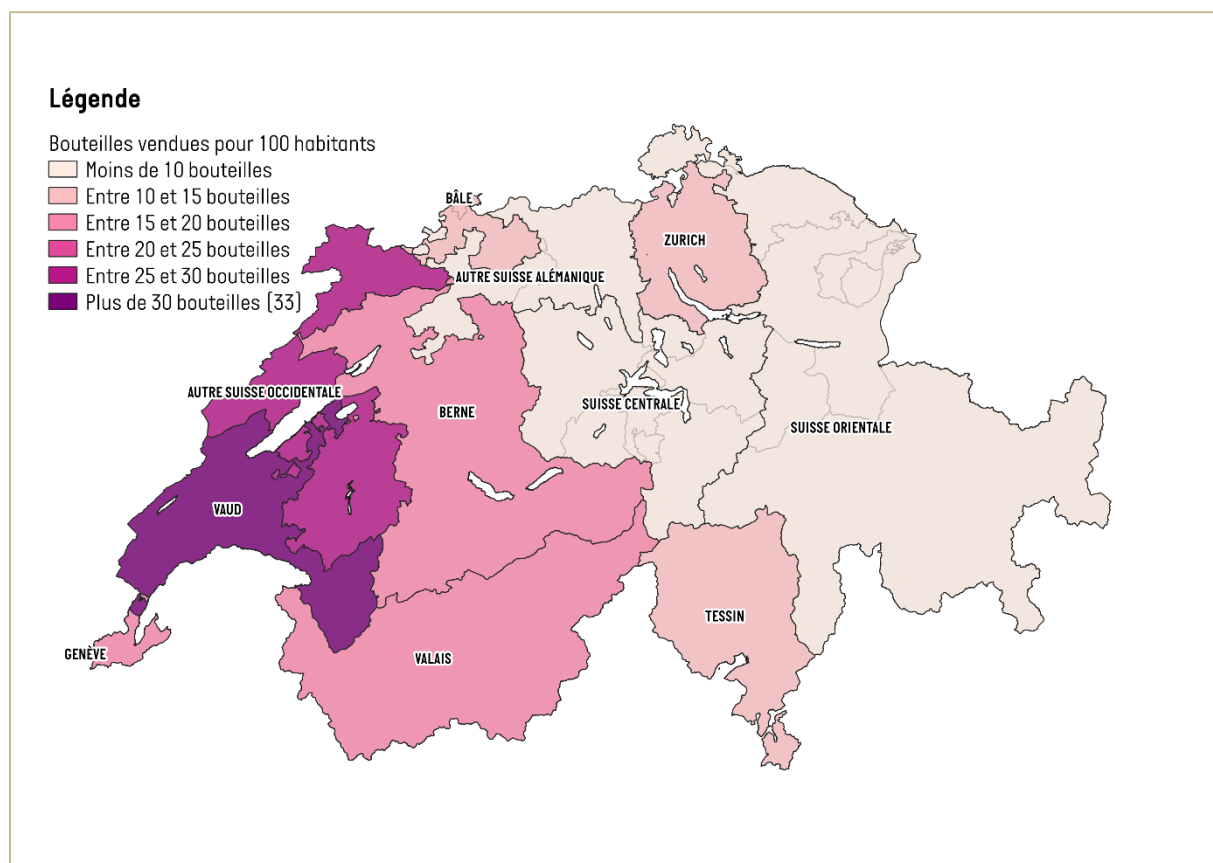 Légende
Bouteilles vendues pour 100 habitants
Moins de 10 bouteilles
Entre 10 et 15 bouteilles
Entre 15 et 20 bouteilles
Entre 20 et 25 bouteilles
Entre 25 et 30 bouteilles
Plus de 30 bouteilles (33)
BÂLE
ZURICH
AUTRE SUISSE ALÉMANIQUE
AUTRE SUISSE OCCIDENTALE
BERNE
SUISSE CENTRALE
SUISSE ORIENTALE
VAUD
TESSIN
GENÈVE
VALAIS